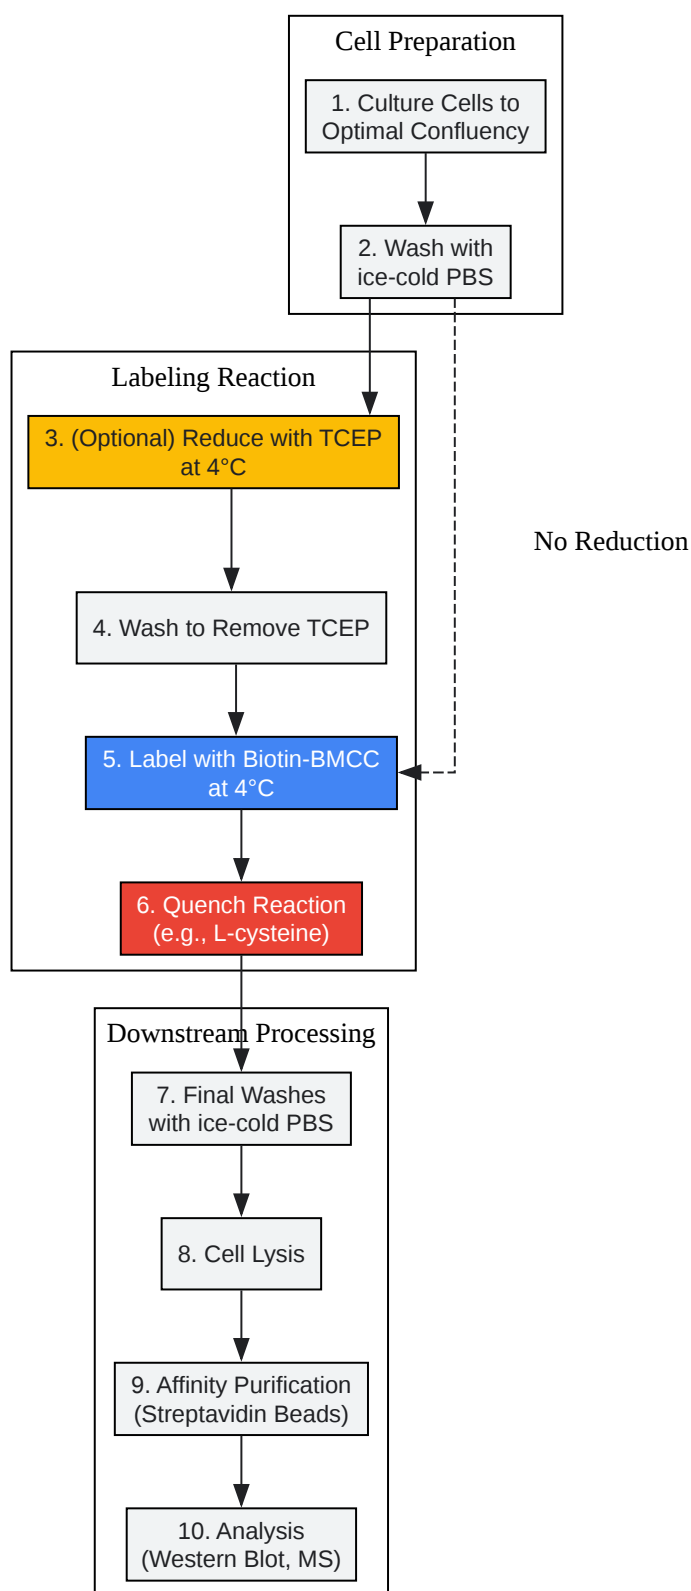 Cell Preparation
1. Culture Cells to
Optimal Confluency
2. Wash with
ice-cold PBS
Labeling Reaction
3. (Optional) Reduce with TCEP
at 4°C
No Reduction
4. Wash to Remove TCEP
5. Label with Biotin-BMCC
at 4°C
6. Quench Reaction
(e.g., L-cysteine)
Downstream Processing
7. Final Washes
with ice-cold PBS
8. Cell Lysis
9. Affinity Purification
(Streptavidin Beads)
10. Analysis
(Western Blot, MS)